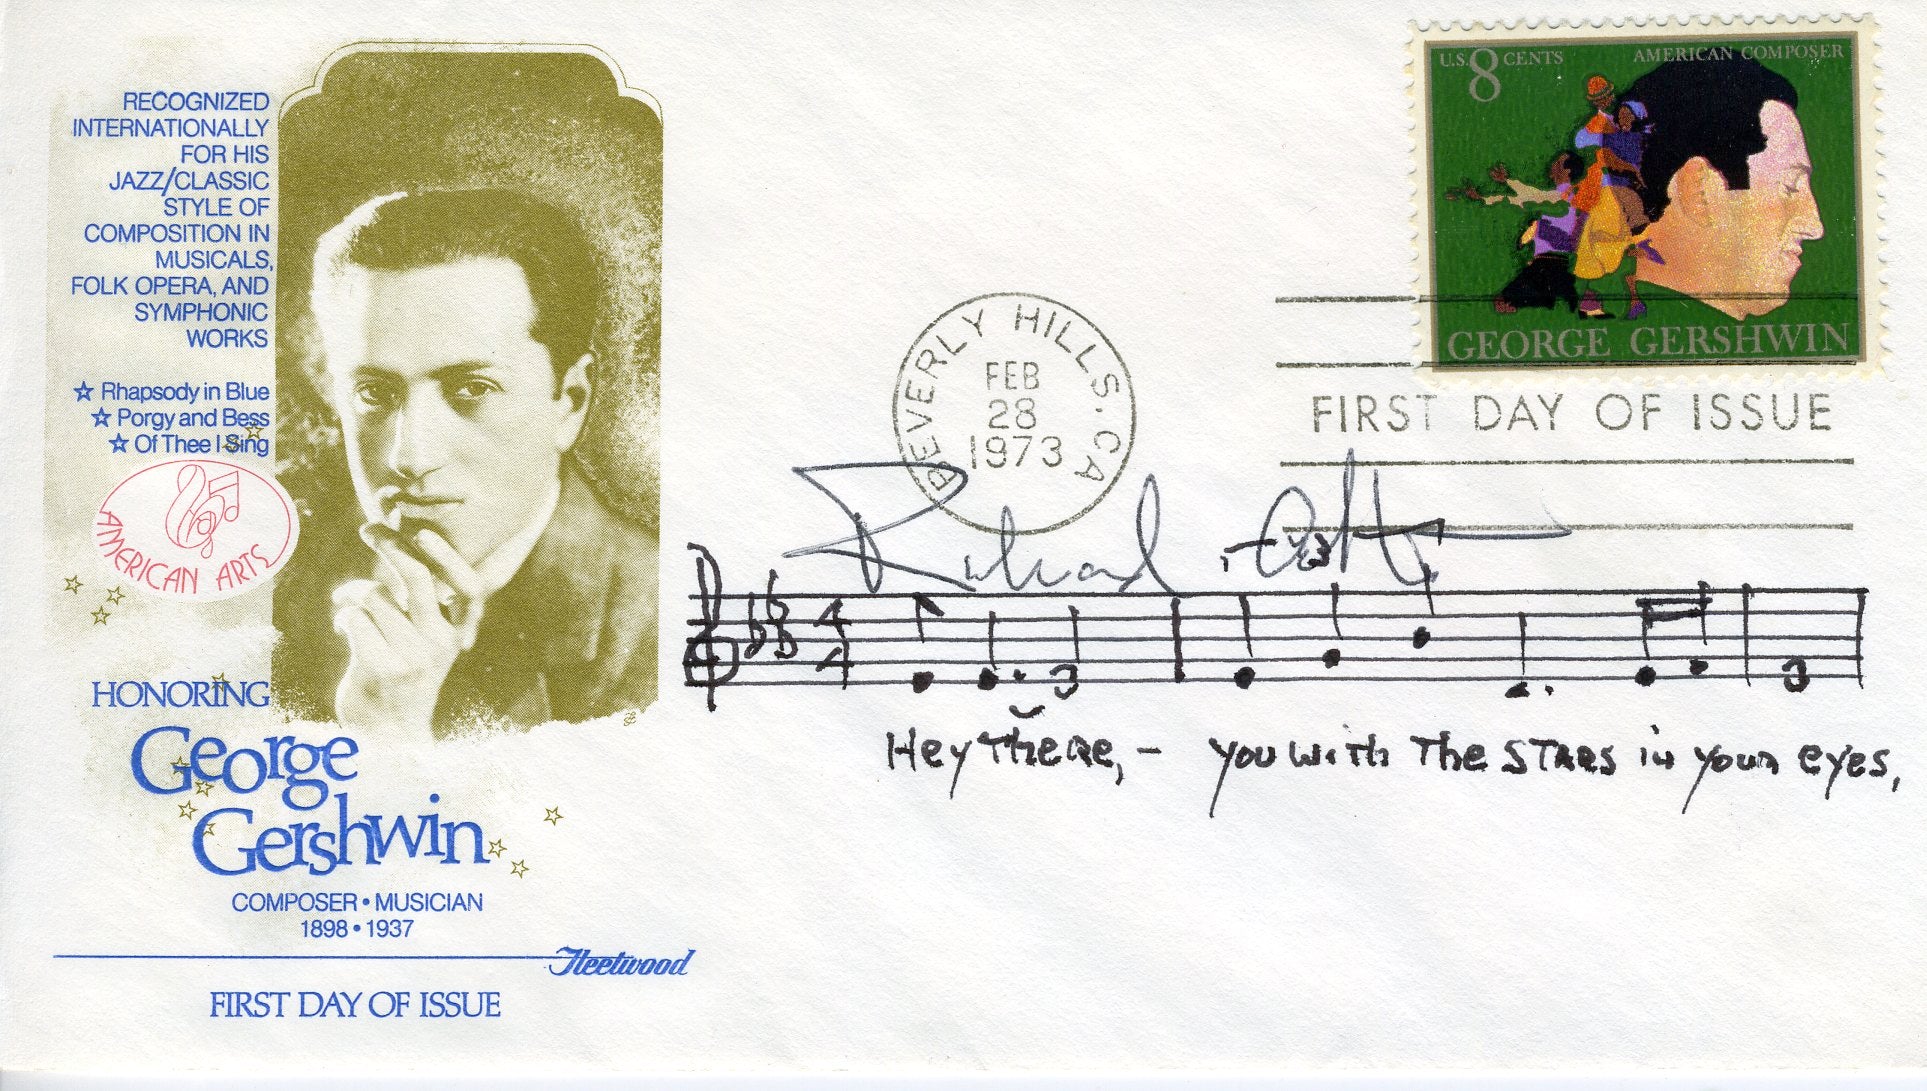 RECOGNIZED
INTERNATIONALLY
FOR HIS
JAZZ/CLASSIC
STYLE OF
COMPOSITION IN
MUSICALS,
FOLK OPERA, AND
SYMPHONIC
WORKS
☆ Rhapsody in Blue
☆ Porgy and Bess
☆ Of Thee I Sing
AMERICAN ARTS
HONORING
George
Gershwin
COMPOSER • MUSICIAN
1898 • 1937
Fleetwood
FIRST DAY OF ISSUE
U.S. 8 CENTS
AMERICAN COMPOSER
GEORGE GERSHWIN
BEVERLY HILLS, CA
FEB
28
1973
FIRST DAY OF ISSUE
Richard
4
4
Hey There, – you with The STARS in your eyes,